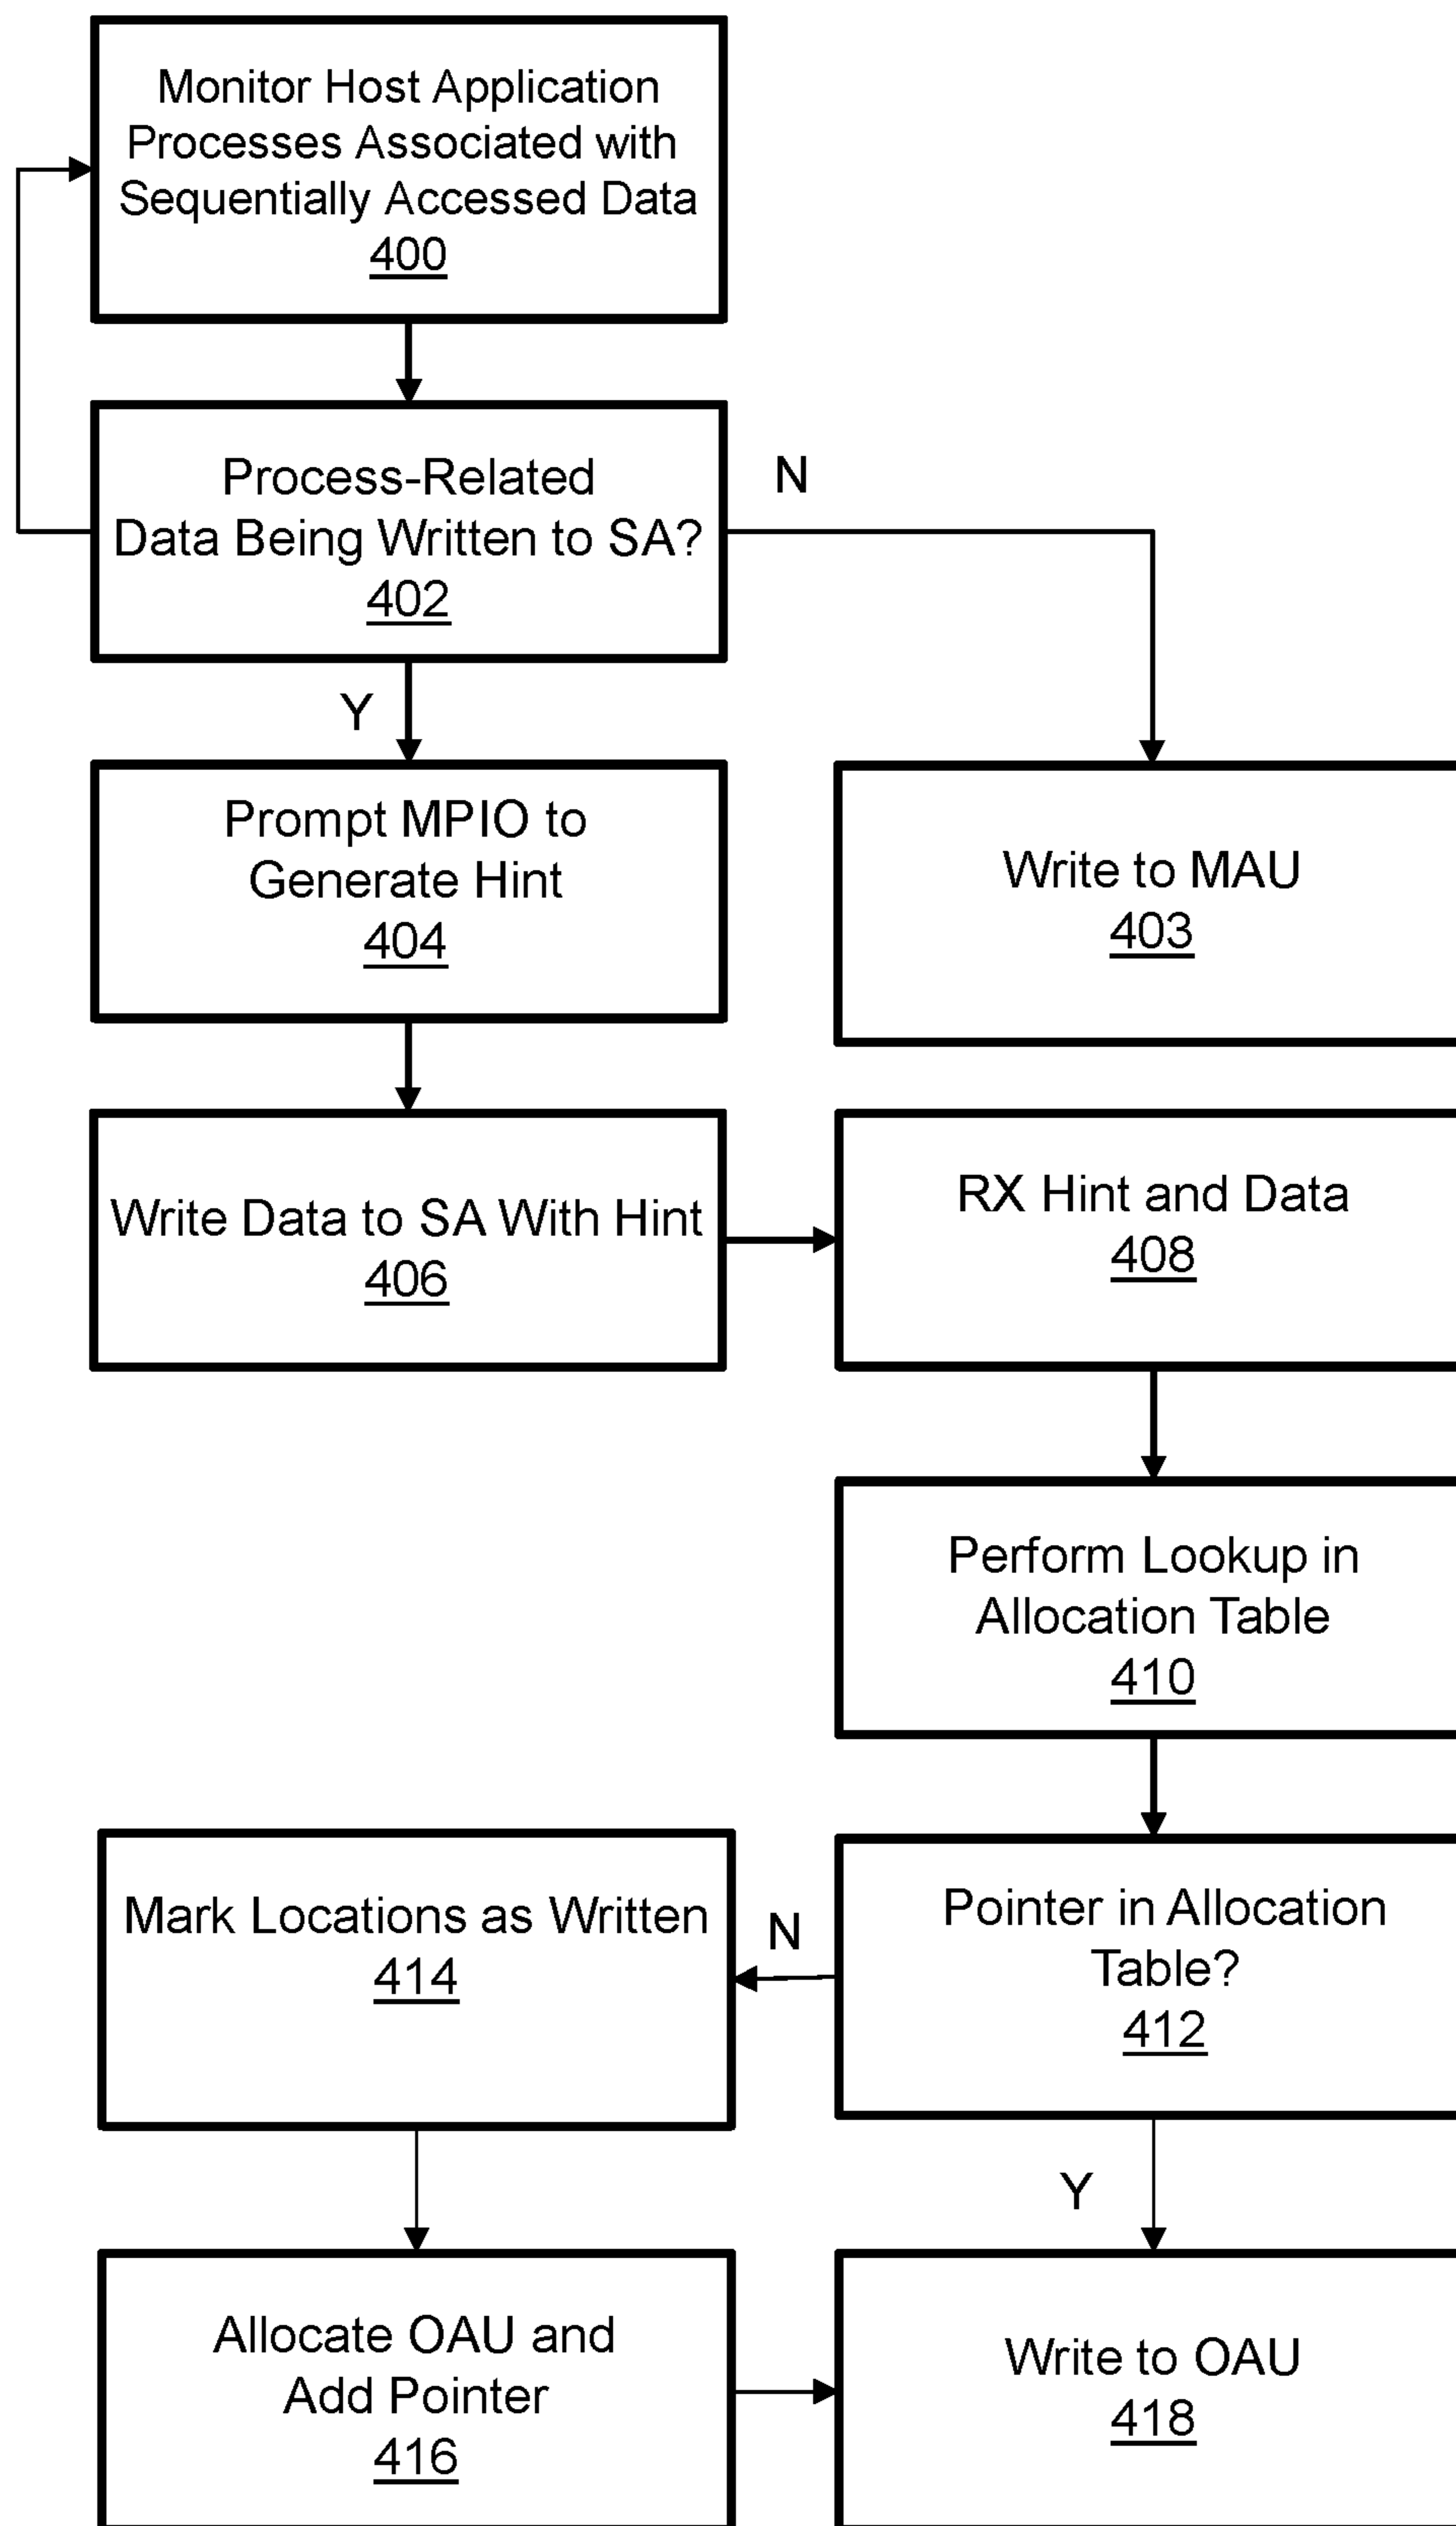 Monitor Host Application
Processes Associated with
Sequentially Accessed Data
400
Process-Related
Data Being Written to SA?
402
N
Y
Prompt MPIO to
Generate Hint
404
Write to MAU
403
Write Data to SA With Hint
406
RX Hint and Data
408
Perform Lookup in
Allocation Table
410
Pointer in Allocation
Table?
412
N
Mark Locations as Written
414
Y
Allocate OAU and
Add Pointer
416
Write to OAU
418